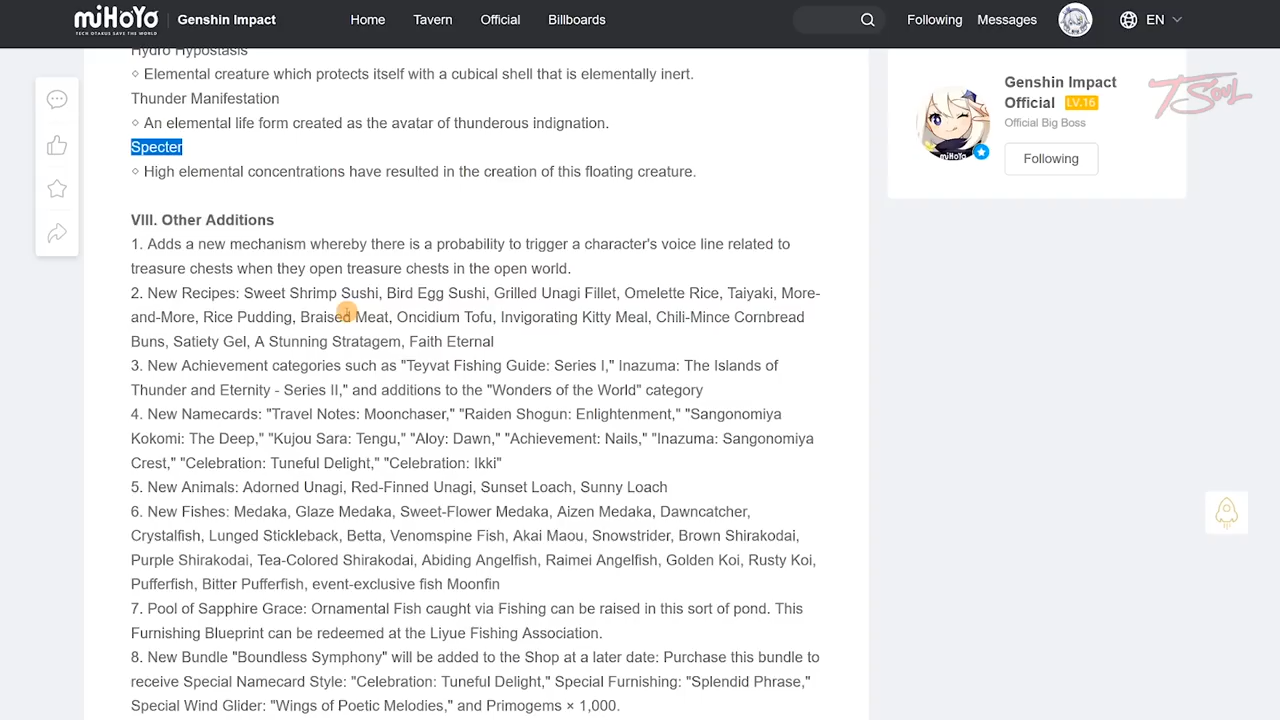 miHoYo
TECH OTAKUS SAVE THE WORLD
Genshin Impact
Home
Tavern
Official
Billboards
Following
Messages
EN
Hydro Hypostasis
◇ Elemental creature which protects itself with a cubical shell that is elementally inert.
Thunder Manifestation
◇ An elemental life form created as the avatar of thunderous indignation.
Specter
◇ High elemental concentrations have resulted in the creation of this floating creature.
VIII. Other Additions
1. Adds a new mechanism whereby there is a probability to trigger a character's voice line related to
treasure chests when they open treasure chests in the open world.
2. New Recipes: Sweet Shrimp Sushi, Bird Egg Sushi, Grilled Unagi Fillet, Omelette Rice, Taiyaki, More-
and-More, Rice Pudding, Braised Meat, Oncidium Tofu, Invigorating Kitty Meal, Chili-Mince Cornbread
Buns, Satiety Gel, A Stunning Stratagem, Faith Eternal
3. New Achievement categories such as "Teyvat Fishing Guide: Series I," Inazuma: The Islands of
Thunder and Eternity - Series II," and additions to the "Wonders of the World" category
4. New Namecards: "Travel Notes: Moonchaser," "Raiden Shogun: Enlightenment," "Sangonomiya
Kokomi: The Deep," "Kujou Sara: Tengu," "Aloy: Dawn," "Achievement: Nails," "Inazuma: Sangonomiya
Crest," "Celebration: Tuneful Delight," "Celebration: Ikki"
5. New Animals: Adorned Unagi, Red-Finned Unagi, Sunset Loach, Sunny Loach
6. New Fishes: Medaka, Glaze Medaka, Sweet-Flower Medaka, Aizen Medaka, Dawncatcher,
Crystalfish, Lunged Stickleback, Betta, Venomspine Fish, Akai Maou, Snowstrider, Brown Shirakodai,
Purple Shirakodai, Tea-Colored Shirakodai, Abiding Angelfish, Raimei Angelfish, Golden Koi, Rusty Koi,
Pufferfish, Bitter Pufferfish, event-exclusive fish Moonfin
7. Pool of Sapphire Grace: Ornamental Fish caught via Fishing can be raised in this sort of pond. This
Furnishing Blueprint can be redeemed at the Liyue Fishing Association.
8. New Bundle "Boundless Symphony" will be added to the Shop at a later date: Purchase this bundle to
receive Special Namecard Style: "Celebration: Tuneful Delight," Special Furnishing: "Splendid Phrase,"
Special Wind Glider: "Wings of Poetic Melodies," and Primogems × 1,000.
Genshin Impact
Official LV.16
Official Big Boss
Following
miHoYo
TSOUL